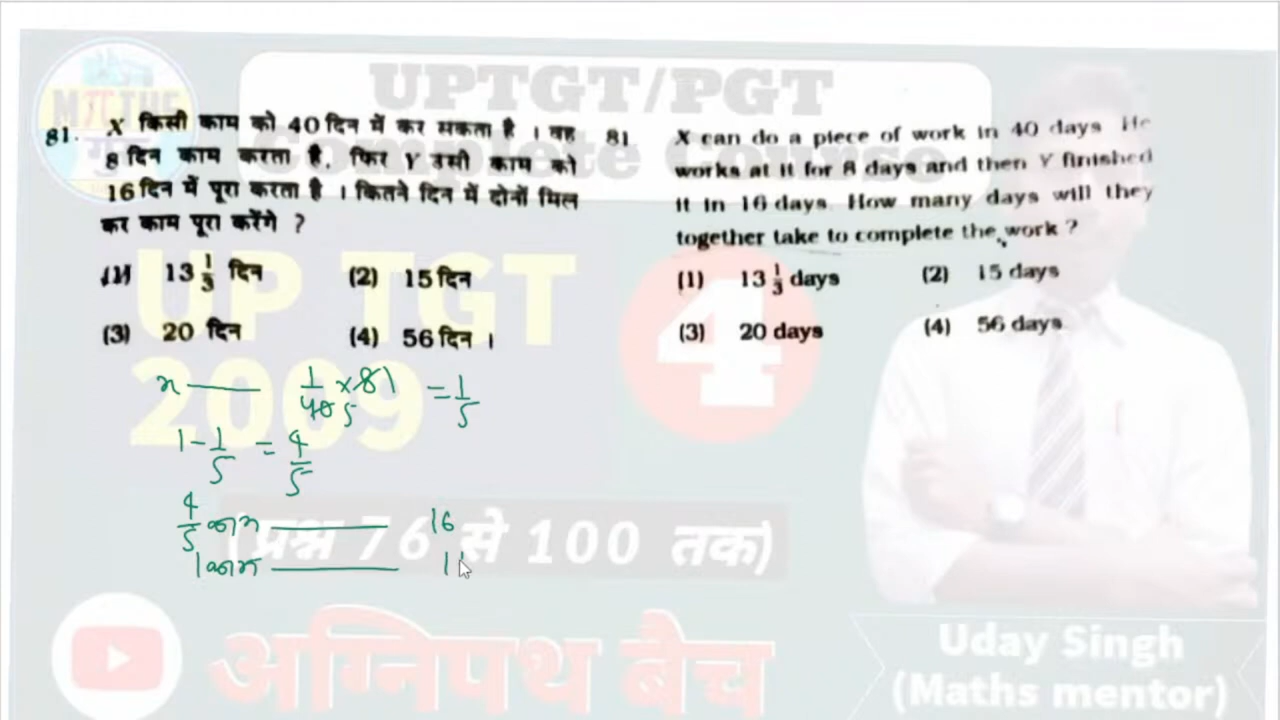 UPTGT/PGT
Complete Course
81. X किसी काम को 40 दिन में कर सकता है । वह
8 दिन काम करता है, फिर Y उसी काम को
16 दिन में पूरा करता है । कितने दिन में दोनों मिल
कर काम पूरा करेंगे ?
(1) 13 1/3 दिन (2) 15 दिन
(3) 20 दिन (4) 56 दिन ।
81 X can do a piece of work in 40 days He
works at it for 8 days and then Y finished
it in 16 days. How many days will they
together take to complete the work ?
(1) 13 1/3 days (2) 15 days
(3) 20 days (4) 56 days
UP TGT
2009
4
x — 1/40 5 × 8 1 = 1/5
1 - 1/5 = 4/5
4/5 काम — 16
1 काम — 1
(प्रश्न 76 से 100 तक)
अग्निपथ बैच
Uday Singh
(Maths mentor)